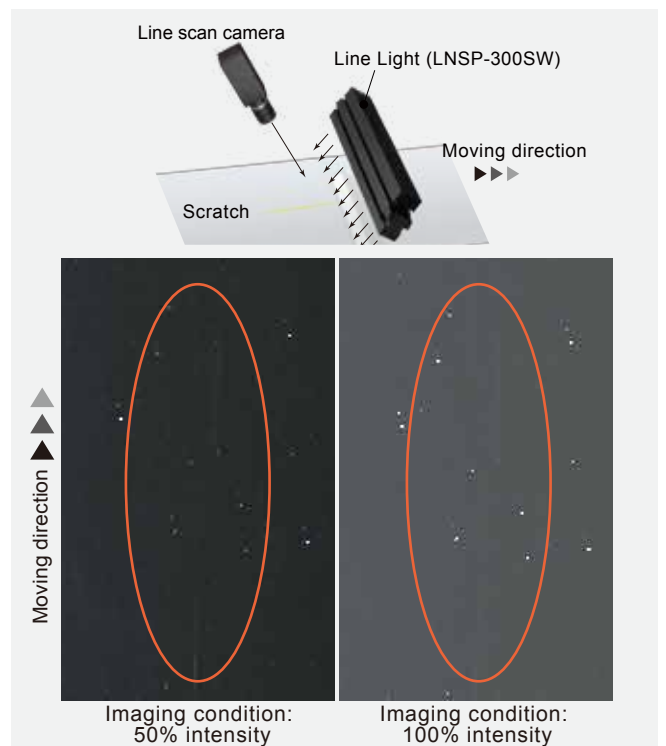 Line scan camera
Line Light (LNSP-300SW)
Moving direction
Scratch
Moving direction
Imaging condition:
50% intensity
Imaging condition:
100% intensity